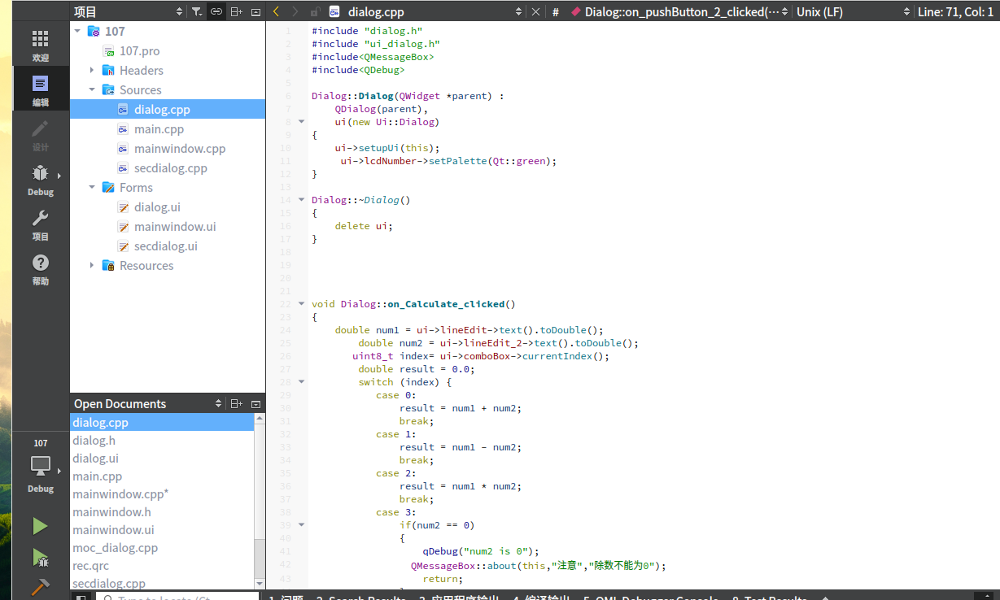 项目
dialog.cpp
#
Dialog::on_pushButton_2_clicked(⋯
Unix (LF)
Line: 71, Col: 1
欢迎
编辑
设计
Debug
项目
帮助
107
Debug
107
107.pro
Headers
Sources
dialog.cpp
main.cpp
mainwindow.cpp
secdialog.cpp
Forms
dialog.ui
mainwindow.ui
secdialog.ui
Resources
Open Documents
dialog.cpp
dialog.h
dialog.ui
main.cpp
mainwindow.cpp*
mainwindow.h
mainwindow.ui
moc_dialog.cpp
rec.qrc
secdialog.cpp
1 #include "dialog.h"
2 #include "ui_dialog.h"
3 #include<QMessageBox>
4 #include<QDebug>
5
6 Dialog::Dialog(QWidget *parent) :
7 QDialog(parent),
8 ui(new Ui::Dialog)
9 {
10 ui->setupUi(this);
11 ui->lcdNumber->setPalette(Qt::green);
12 }
13
14 Dialog::~Dialog()
15 {
16 delete ui;
17 }
18
19
20
21
22 void Dialog::on_Calculate_clicked()
23 {
24 double num1 = ui->lineEdit->text().toDouble();
25 double num2 = ui->lineEdit_2->text().toDouble();
26 uint8_t index= ui->comboBox->currentIndex();
27 double result = 0.0;
28 switch (index) {
29 case 0:
30 result = num1 + num2;
31 break;
32 case 1:
33 result = num1 - num2;
34 break;
35 case 2:
36 result = num1 * num2;
37 break;
38 case 3:
39 if(num2 == 0)
40 {
41 qDebug("num2 is 0");
42 QMessageBox::about(this,"注意","除数不能为0");
43 return;
Type to locate (Ct
1 问题 2 Search Results 3 应用程序输出 4 编译输出 5 QML Debugger Console 8 Test Results